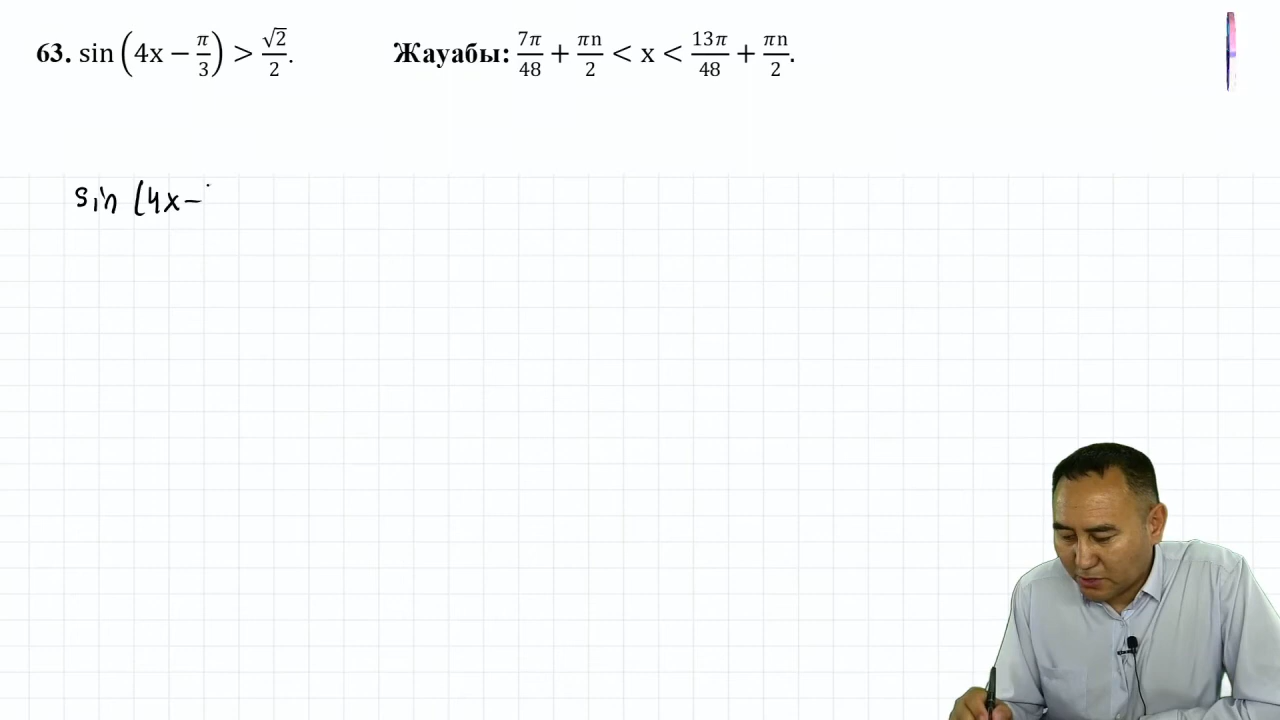 63. sin (4x − π/3) > √2/2. Жауабы: 7π/48 + πn/2 < x < 13π/48 + πn/2.
sin (4x −